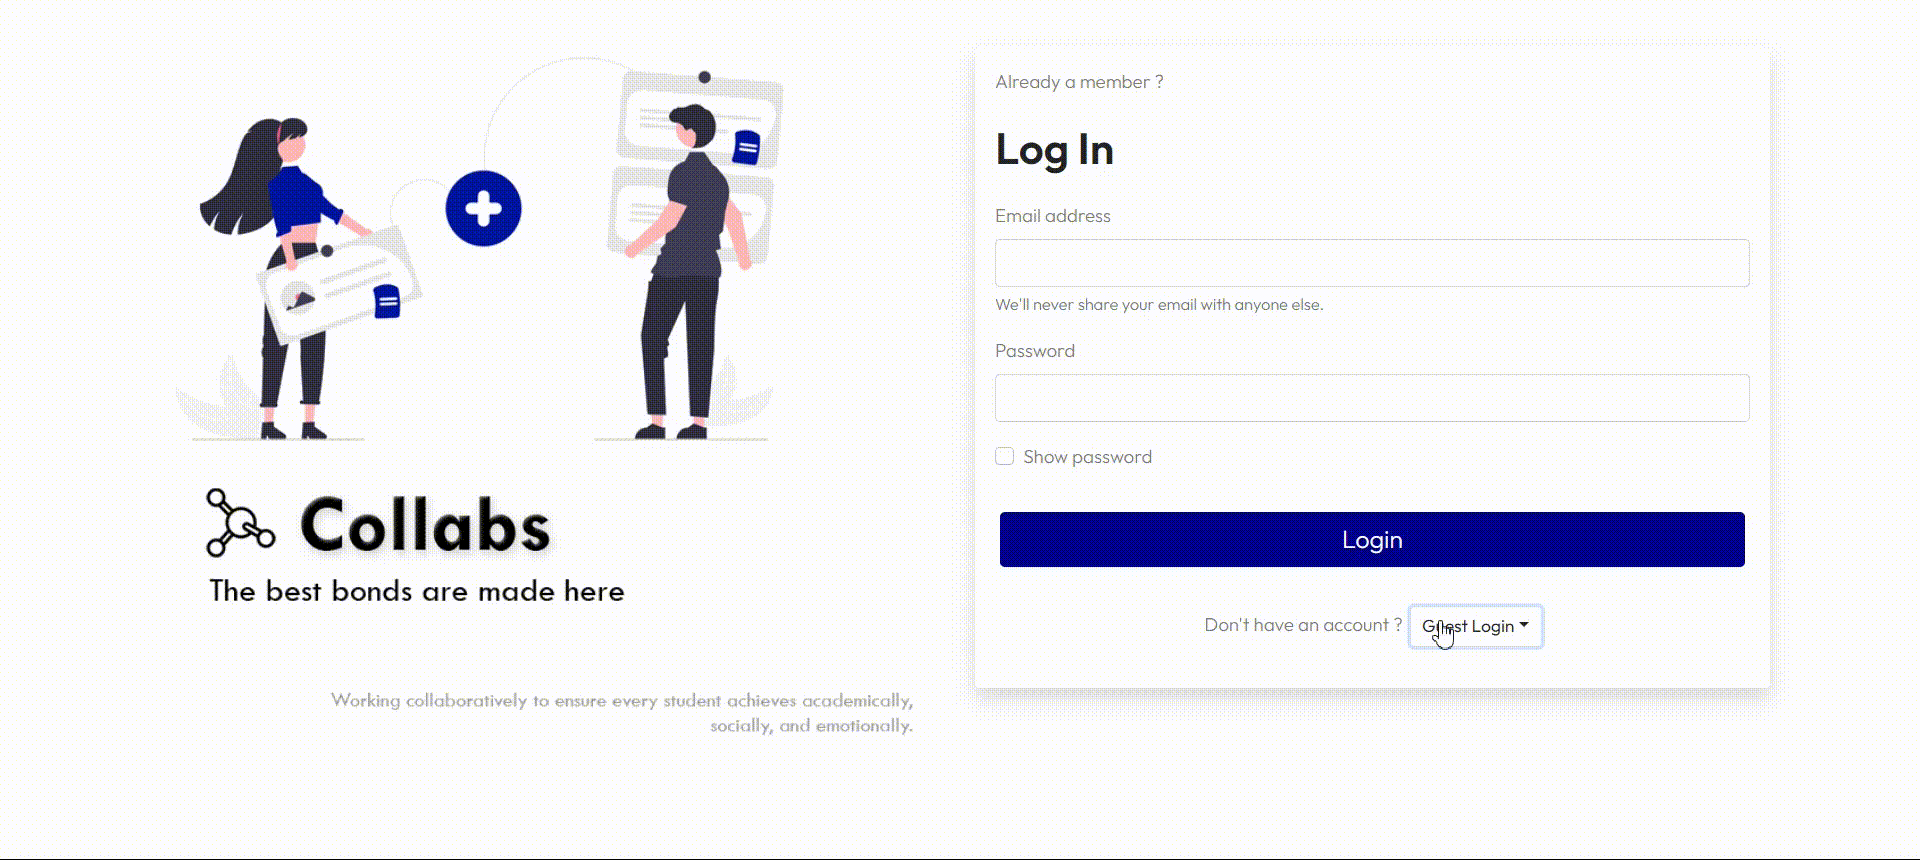 Collabs
The best bonds are made here
Working collaboratively to ensure every student achieves academically,
socially, and emotionally.
Already a member ?
Log In
Email address
We'll never share your email with anyone else.
Password
Show password
Login
Don't have an account ? Guest Login